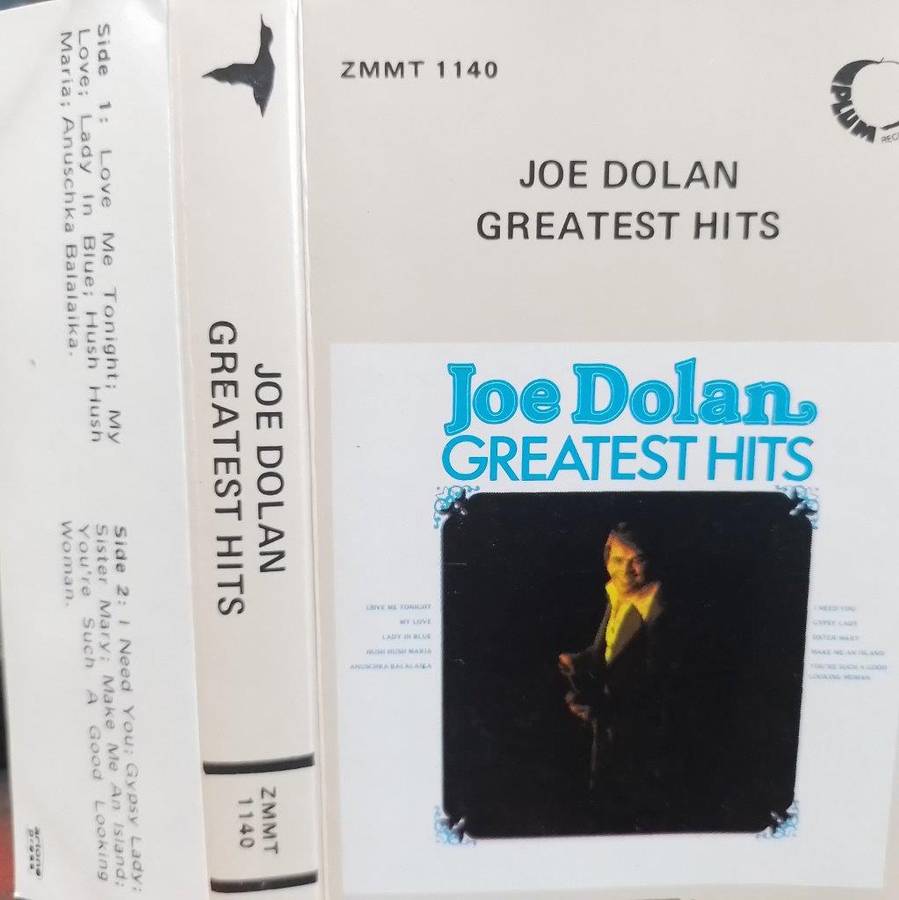 Side 1: Love Me Tonight; My
Love; Lady In Blue; Hush Hush
Maria; Anuschka Balalaika.
Side 2: I Need You; Gypsy Lady;
Sister Mary; Make Me An Island;
You're Such A Good Looking
Woman.
artone
press
JOE DOLAN
GREATEST HITS
ZMMT
1140
ZMMT 1140
PLUM
REC
JOE DOLAN
GREATEST HITS
Joe Dolan
GREATEST HITS
LOVE ME TONIGHT
MY LOVE
LADY IN BLUE
HUSH HUSH MARIA
ANUSCHKA BALALAIKA
I NEED YOU
GYPSY LADY
SISTER MARY
MAKE ME AN ISLAND
YOU'RE SUCH A GOOD
LOOKING WOMAN